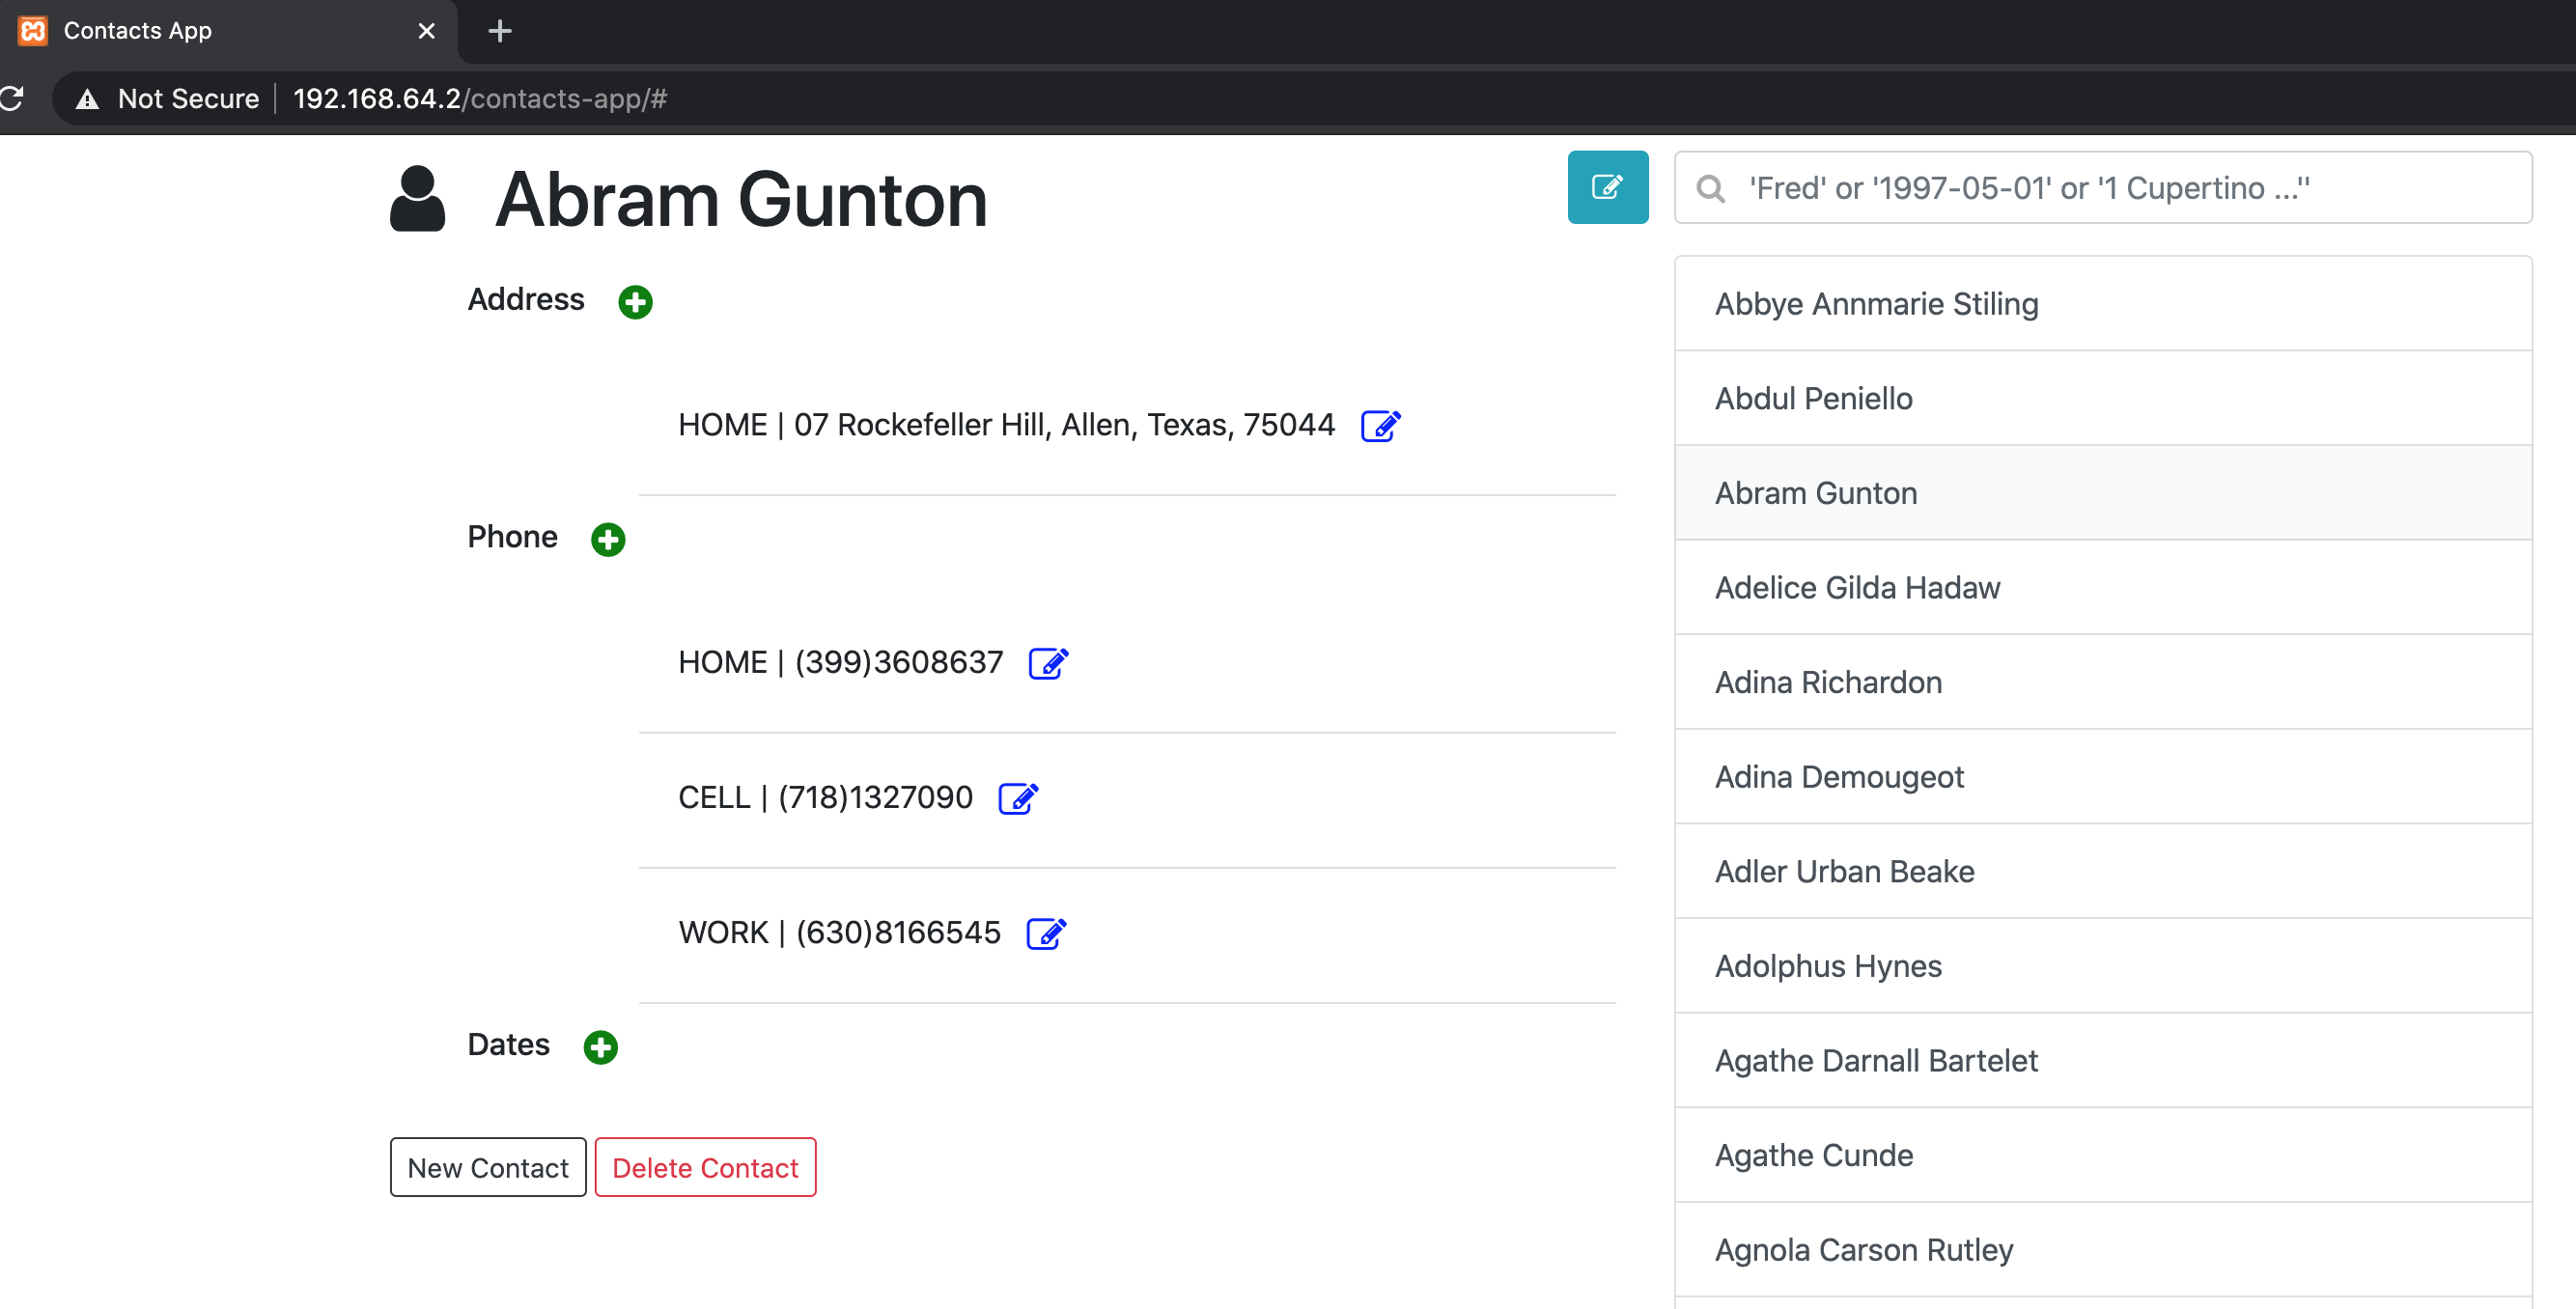 Contacts App
Not Secure | 192.168.64.2/contacts-app/#
Abram Gunton
Address
HOME | 07 Rockefeller Hill, Allen, Texas, 75044
Phone
HOME | (399)3608637
CELL | (718)1327090
WORK | (630)8166545
Dates
New Contact
Delete Contact
'Fred' or '1997-05-01' or '1 Cupertino ...''
Abbye Annmarie Stiling
Abdul Peniello
Abram Gunton
Adelice Gilda Hadaw
Adina Richardon
Adina Demougeot
Adler Urban Beake
Adolphus Hynes
Agathe Darnall Bartelet
Agathe Cunde
Agnola Carson Rutley